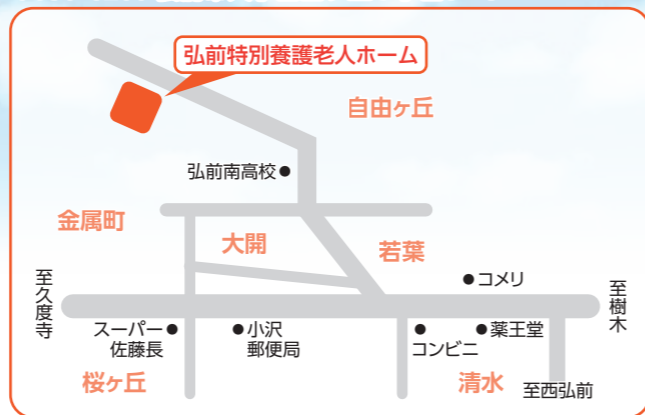 弘前特別養護老人ホーム
自由ヶ丘
弘前南高校
金属町
大開
若葉
コメリ
至久度寺
至樹木
スーパー
佐藤長
小沢
郵便局
コンビニ
薬王堂
桜ヶ丘
清水
至西弘前